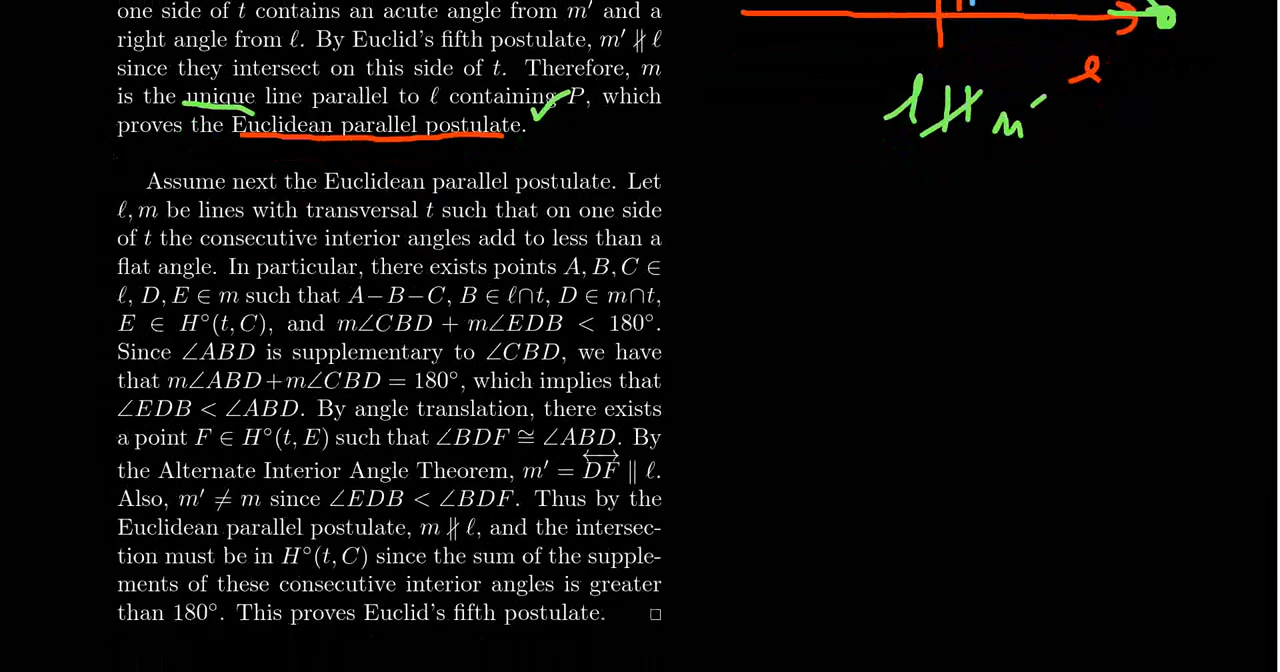 one side of t contains an acute angle from m′ and a
right angle from ℓ. By Euclid's fifth postulate, m′ ∦ ℓ
since they intersect on this side of t. Therefore, m
is the unique line parallel to ℓ containing P, which
proves the Euclidean parallel postulate.
ℓ
l ∦ m′
Assume next the Euclidean parallel postulate. Let
ℓ, m be lines with transversal t such that on one side
of t the consecutive interior angles add to less than a
flat angle. In particular, there exists points A, B, C ∈
ℓ, D, E ∈ m such that A−B−C, B ∈ ℓ∩t, D ∈ m∩t,
E ∈ H°(t, C), and m∠CBD + m∠EDB < 180°.
Since ∠ABD is supplementary to ∠CBD, we have
that m∠ABD+m∠CBD = 180°, which implies that
∠EDB < ∠ABD. By angle translation, there exists
a point F ∈ H°(t, E) such that ∠BDF ≅ ∠ABD. By
the Alternate Interior Angle Theorem, m′ = DF ∥ ℓ.
Also, m′ ≠ m since ∠EDB < ∠BDF. Thus by the
Euclidean parallel postulate, m ∦ ℓ, and the intersec-
tion must be in H°(t, C) since the sum of the supple-
ments of these consecutive interior angles is greater
than 180°. This proves Euclid's fifth postulate. □